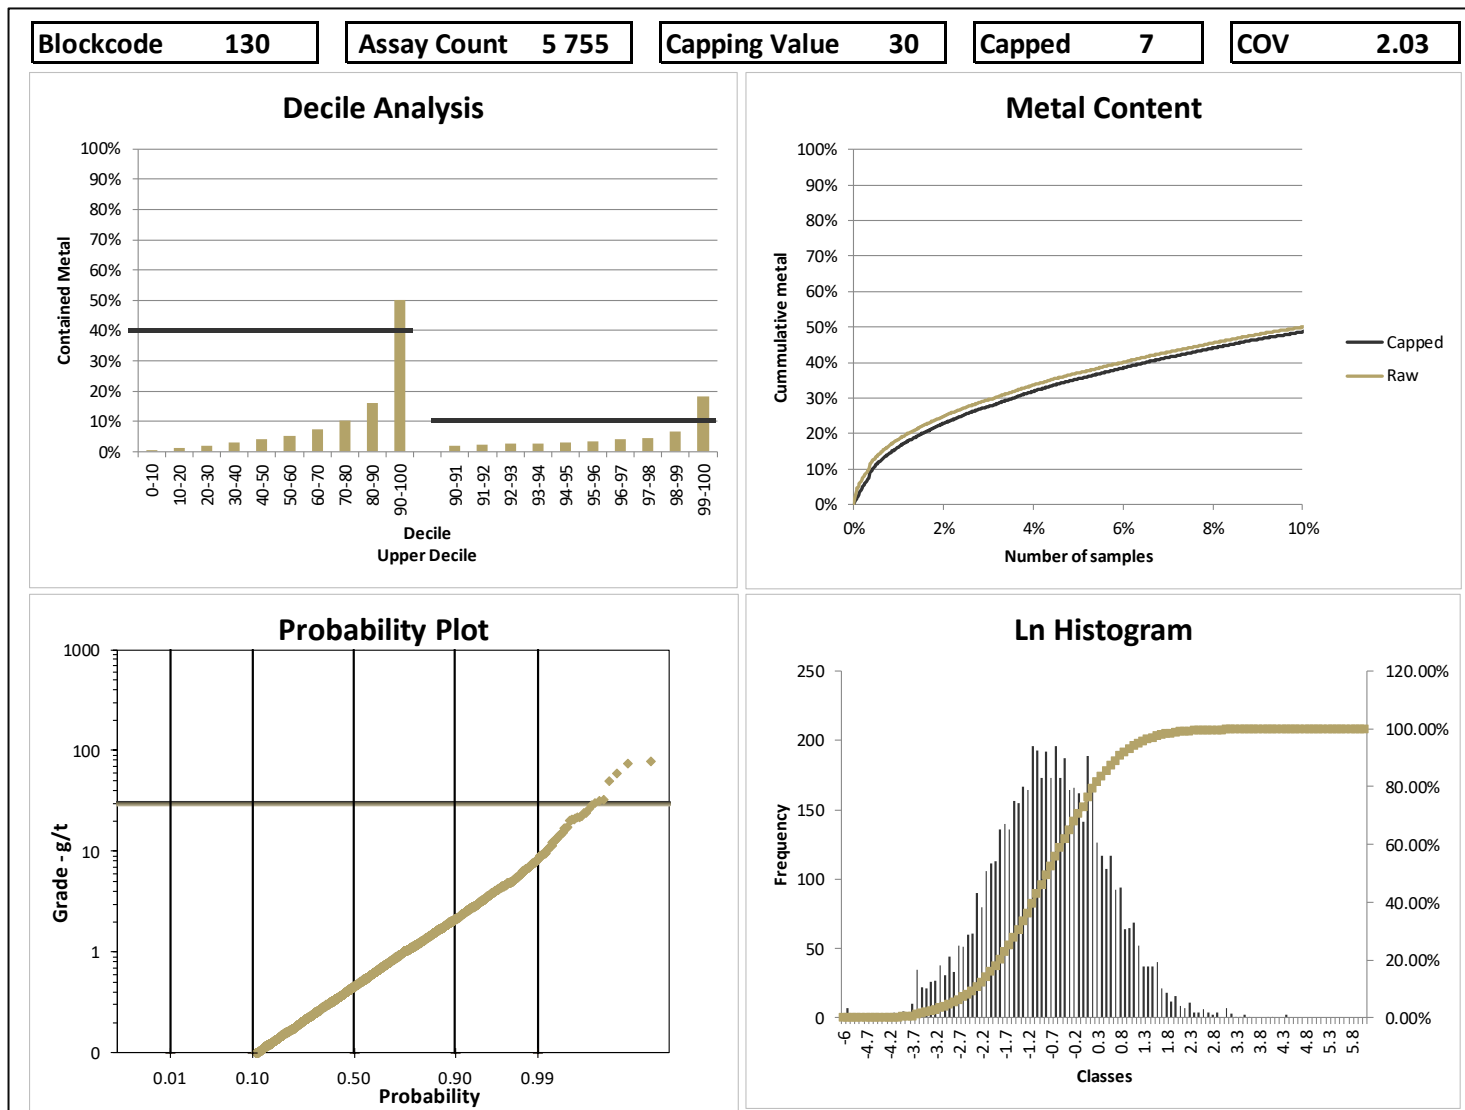 Blockcode 130 Assay Count 5 755 Capping Value 30 Capped 7 COV 2.03
Decile Analysis
Contained Metal
100%
90%
80%
70%
60%
50%
40%
30%
20%
10%
0%
0-10 10-20 20-30 30-40 40-50 50-60 60-70 70-80 80-90 90-100 90-91 91-92 92-93 93-94 94-95 95-96 96-97 97-98 98-99 99-100
Decile
Upper Decile
Metal Content
Cummulative metal
100%
90%
80%
70%
60%
50%
40%
30%
20%
10%
0%
0% 2% 4% 6% 8% 10%
Number of samples
Capped
Raw
Probability Plot
Grade - g/t
1000
100
10
1
0
0.01 0.10 0.50 0.90 0.99
Probability
Ln Histogram
Frequency
250
200
150
100
50
0
120.00%
100.00%
80.00%
60.00%
40.00%
20.00%
0.00%
-6 -4.7 -4.2 -3.7 -3.2 -2.7 -2.2 -1.7 -1.2 -0.7 -0.2 0.3 0.8 1.3 1.8 2.3 2.8 3.3 3.8 4.3 4.8 5.3 5.8
Classes